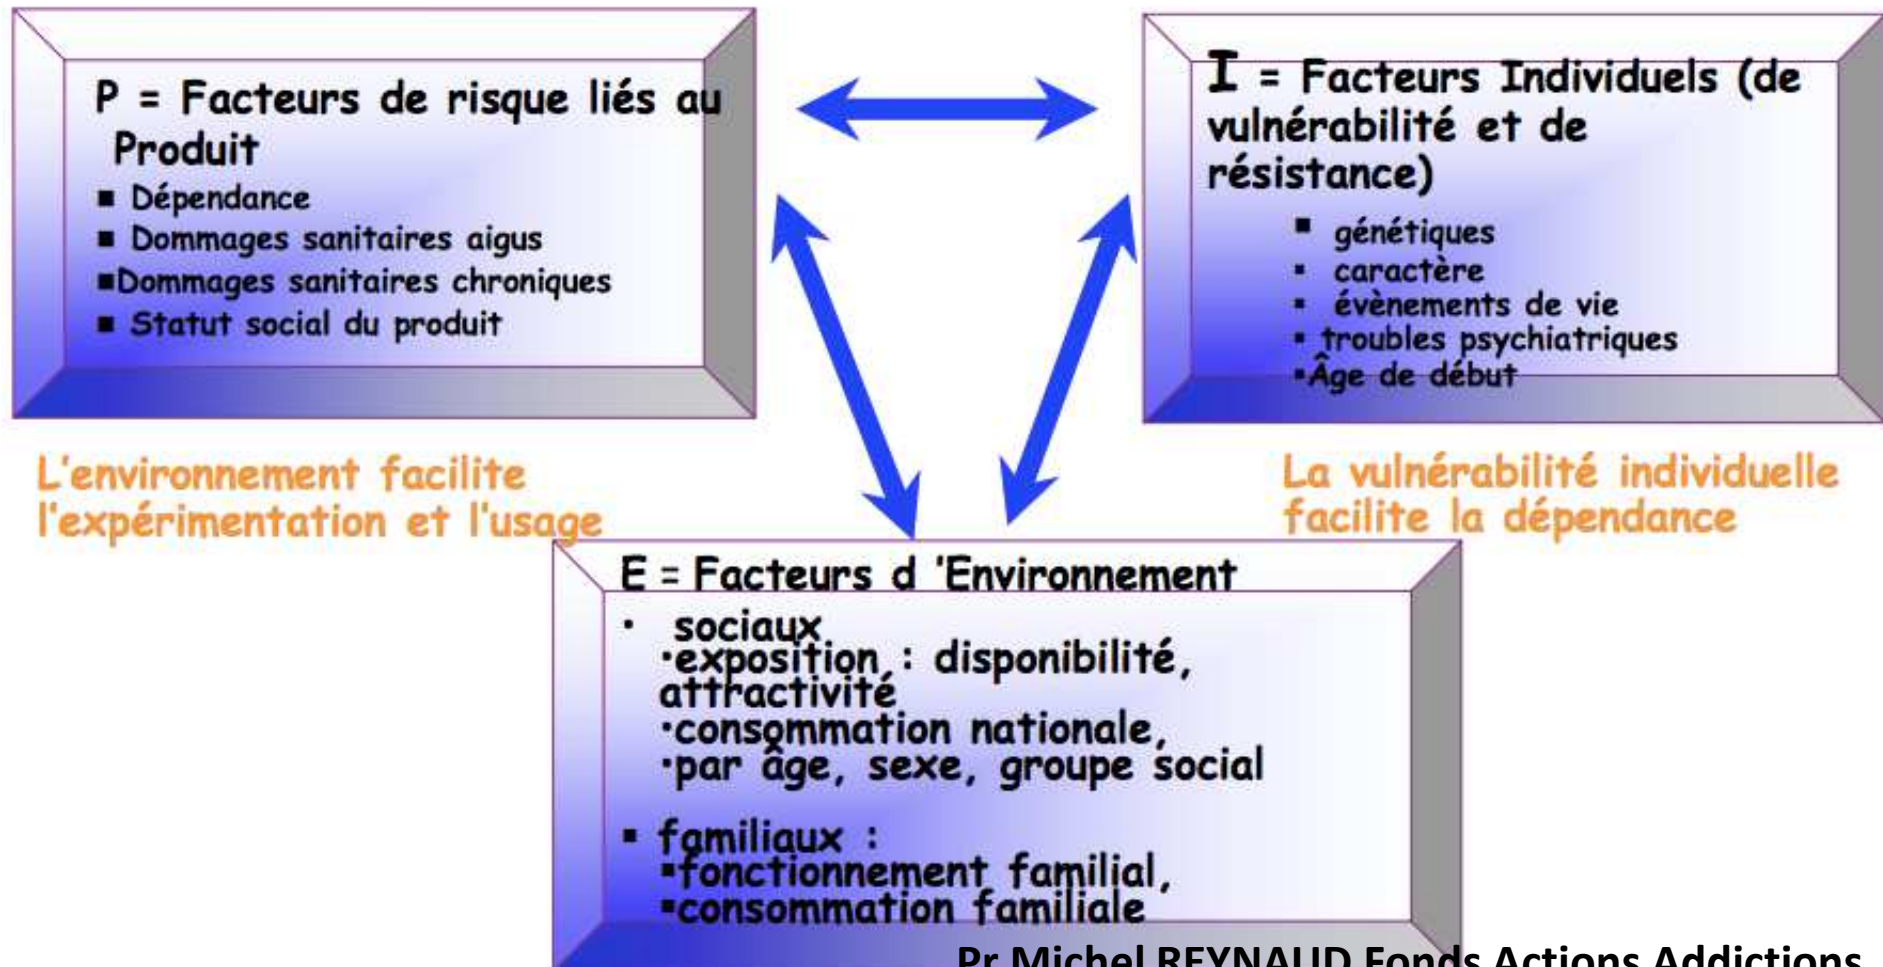 P = Facteurs de risque liés au
Produit
▪ Dépendance
▪ Dommages sanitaires aigus
▪Dommages sanitaires chroniques
▪ Statut social du produit
I = Facteurs Individuels (de
vulnérabilité et de
résistance)
▪ génétiques
▪ caractère
▪ évènements de vie
▪ troubles psychiatriques
▪Âge de début
L'environnement facilite
l'expérimentation et l'usage
La vulnérabilité individuelle
facilite la dépendance
E = Facteurs d 'Environnement
• sociaux
•exposition : disponibilité,
attractivité
•consommation nationale,
•par âge, sexe, groupe social
▪ familiaux :
▪fonctionnement familial,
▪consommation familiale
Pr Michel REYNAUD Fonds Actions Addictions